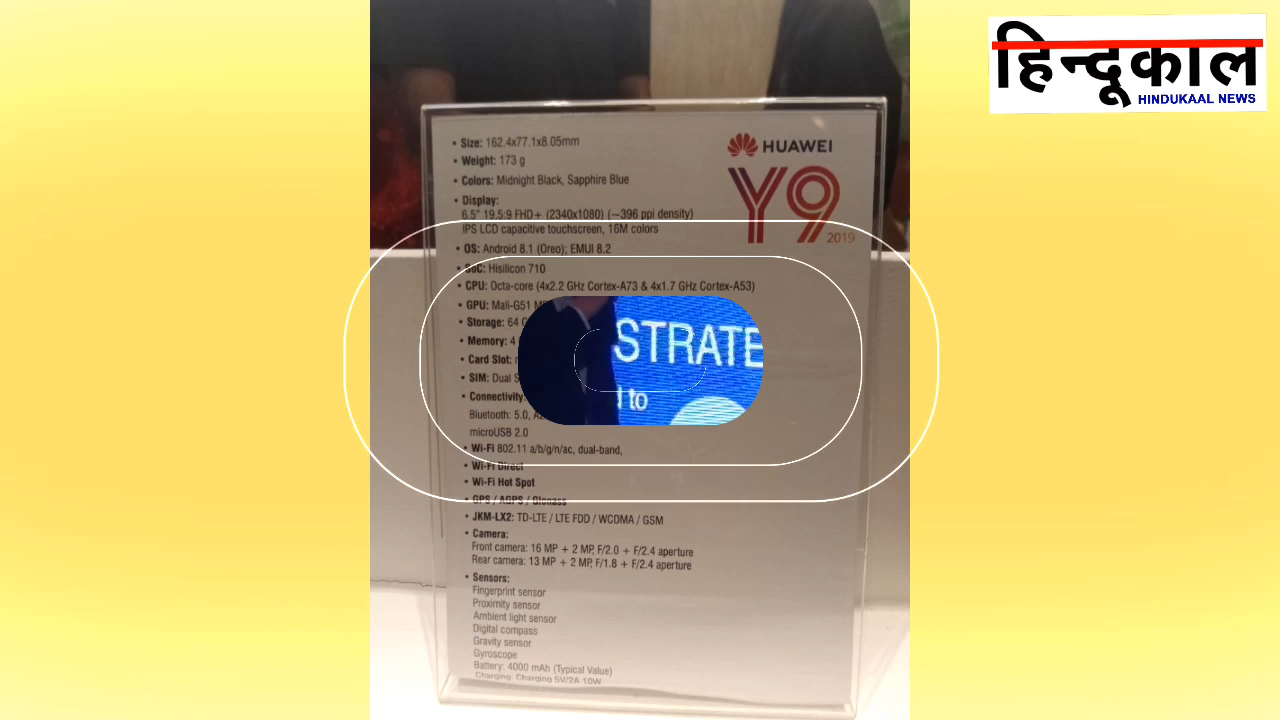 हिन्दूकाल
HINDUKAAL NEWS
HUAWEI
Y9
2019
• Size: 162.4x77.1x8.05mm
• Weight: 173 g
• Colors: Midnight Black, Sapphire Blue
• Display:
6.5" 19.5:9 FHD+ (2340x1080) (~396 ppi density)
IPS LCD capacitive touchscreen, 16M colors
• OS: Android 8.1 (Oreo); EMUI 8.2
• SoC: Hisilicon 710
• CPU: Octa-core (4x2.2 GHz Cortex-A73 & 4x1.7 GHz Cortex-A53)
• GPU: Mali-G51 M
• Storage: 64 G
• Memory: 4
• Card Slot:
• SIM: Dual S
• Connectivity:
Bluetooth: 5.0, A2
microUSB 2.0
• Wi-Fi 802.11 a/b/g/n/ac, dual-band,
• Wi-Fi Direct
• Wi-Fi Hot Spot
• GPS / AGPS / Glonass
• JKM-LX2: TD-LTE / LTE FDD / WCDMA / GSM
• Camera:
Front camera: 16 MP + 2 MP, F/2.0 + F/2.4 aperture
Rear camera: 13 MP + 2 MP, F/1.8 + F/2.4 aperture
• Sensors:
Fingerprint sensor
Proximity sensor
Ambient light sensor
Digital compass
Gravity sensor
Gyroscope
Battery: 4000 mAh (Typical Value)
Charging: Charging 5V/2A 10W
STRATE
to